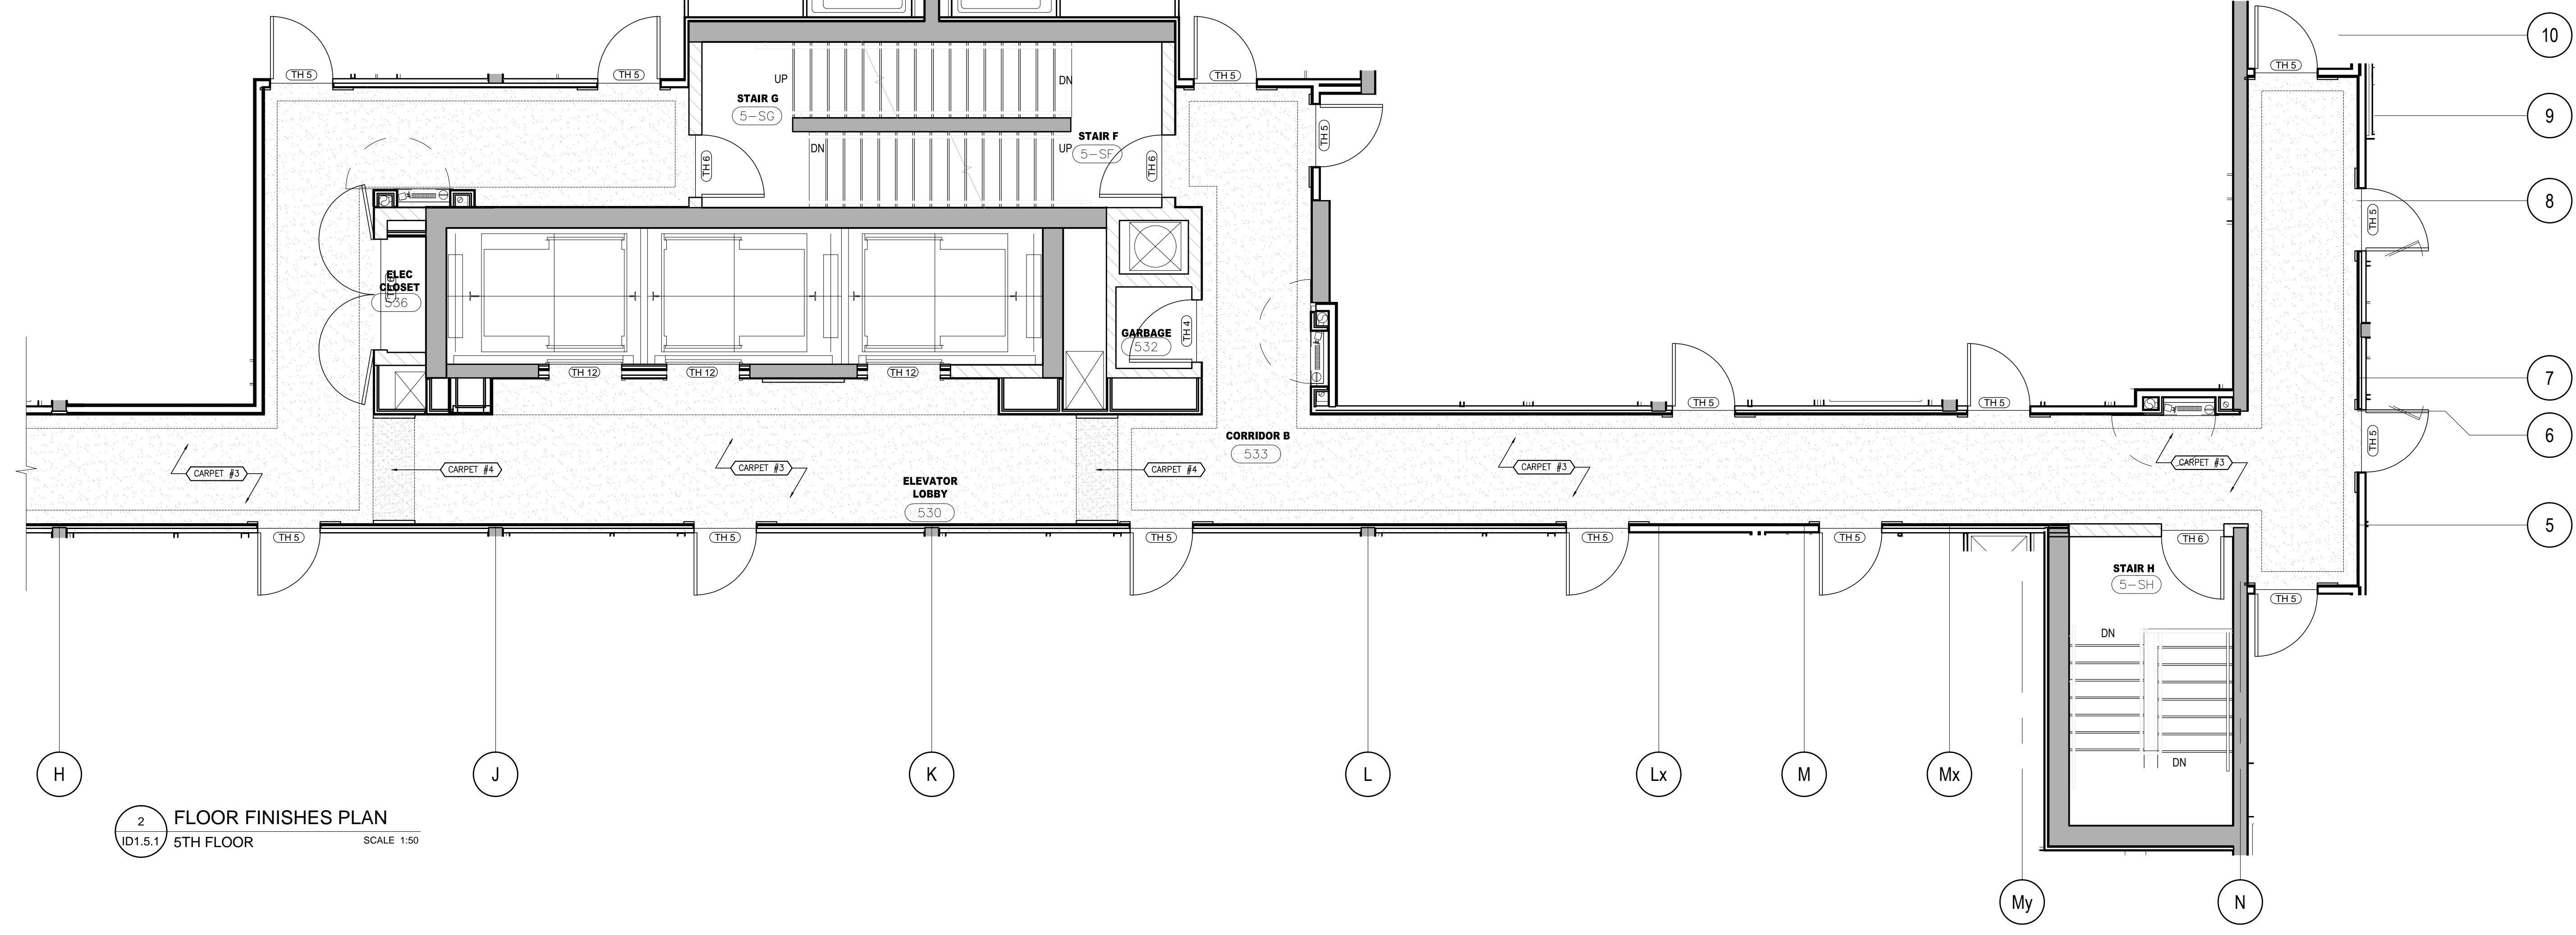 10
TH 5
TH 5
TH 5
TH 5
UP
DN
STAIR G
5-SG
9
TH 5
STAIR F
5-SF
DN
UP
TH 6
TH 6
8
TH 5
ELEC
CLOSET
536
GARBAGE
532
TH 4
TH 12
TH 12
TH 12
7
TH 5
TH 5
6
TH 5
CORRIDOR B
533
CARPET #3
CARPET #4
CARPET #3
CARPET #4
CARPET #3
CARPET #3
ELEVATOR
LOBBY
530
5
TH 5
TH 5
TH 5
TH 5
TH 5
TH 6
STAIR H
5-SH
TH 5
DN
DN
H
J
K
L
Lx
M
Mx
My
N
2
ID1.5.1
FLOOR FINISHES PLAN
5TH FLOOR
SCALE 1:50